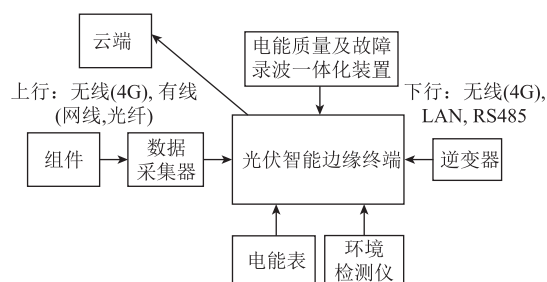 云端
电能质量及故障
录波一体化装置
上行：无线(4G)，有线
(网线,光纤)
下行：无线(4G)，
LAN, RS485
组件
数据
采集器
光伏智能边缘终端
逆变器
电能表
环境
检测仪